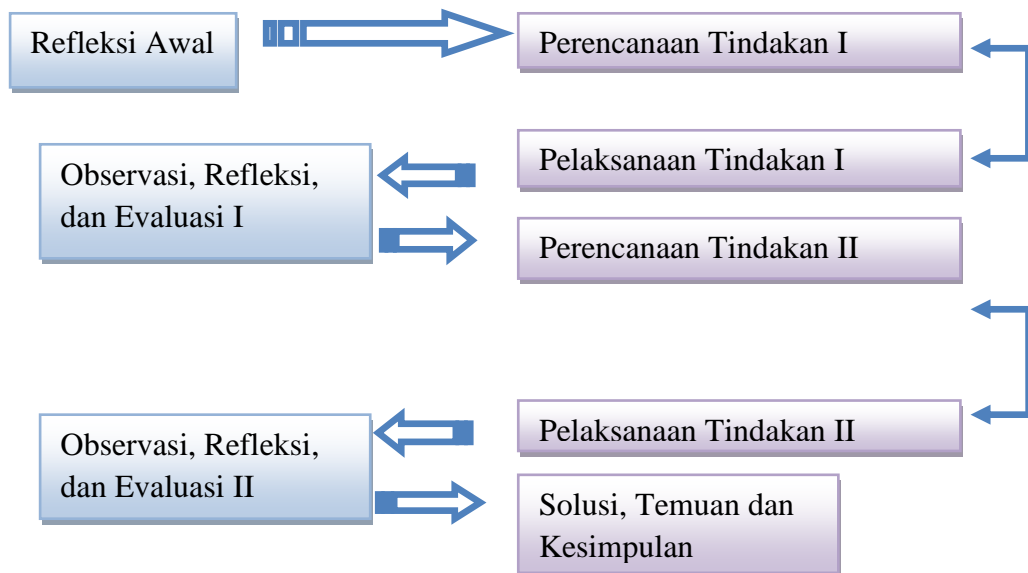 Refleksi Awal
Perencanaan Tindakan I
Pelaksanaan Tindakan I
Observasi, Refleksi,
dan Evaluasi I
Perencanaan Tindakan II
Pelaksanaan Tindakan II
Observasi, Refleksi,
dan Evaluasi II
Solusi, Temuan dan
Kesimpulan